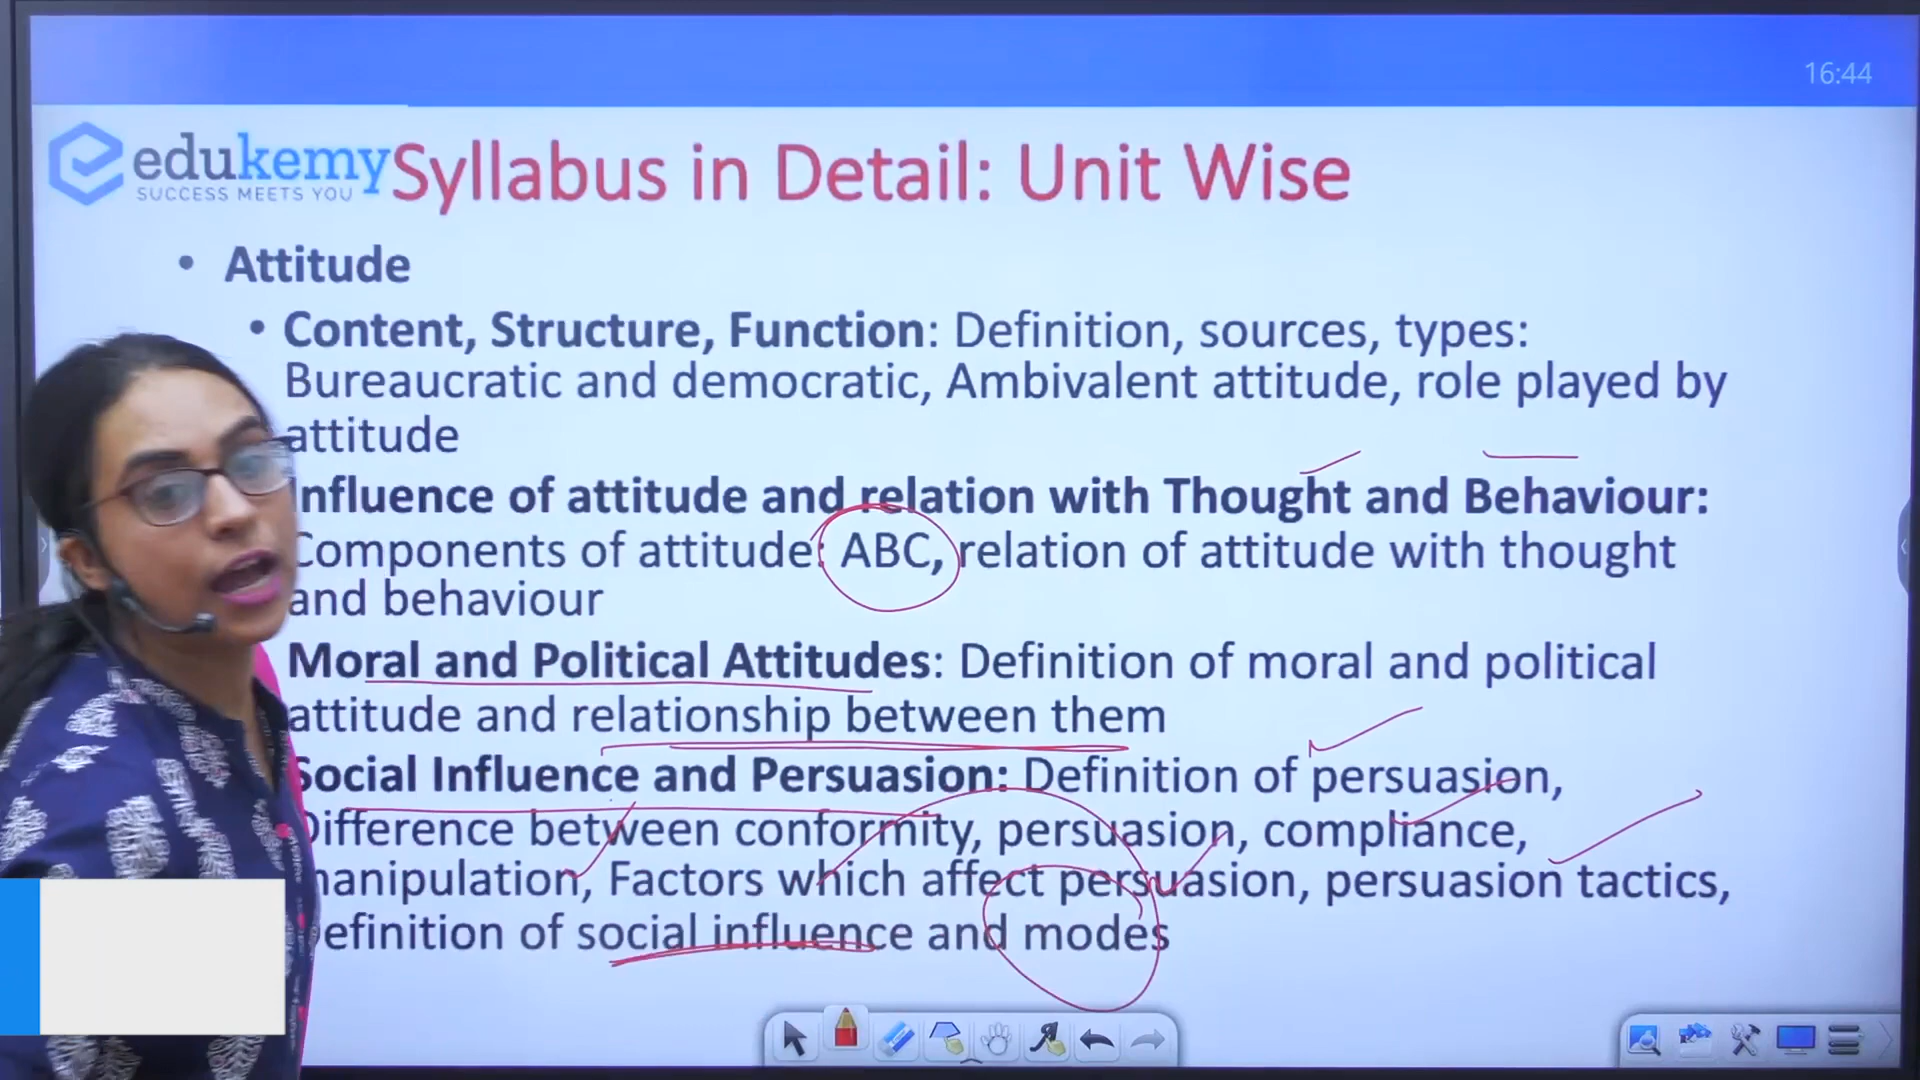 16:44
edukemy
SUCCESS MEETS YOU
Syllabus in Detail: Unit Wise
• Attitude
• Content, Structure, Function: Definition, sources, types:
Bureaucratic and democratic, Ambivalent attitude, role played by
attitude
Influence of attitude and relation with Thought and Behaviour:
Components of attitude: ABC, relation of attitude with thought
and behaviour
Moral and Political Attitudes: Definition of moral and political
attitude and relationship between them
Social Influence and Persuasion: Definition of persuasion,
Difference between conformity, persuasion, compliance,
manipulation, Factors which affect persuasion, persuasion tactics,
Definition of social influence and modes